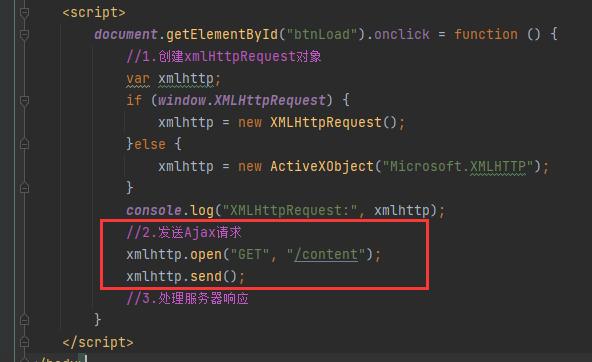 <script>
document.getElementById("btnLoad").onclick = function () {
//1.创建xmlHttpRequest对象
var xmlhttp;
if (window.XMLHttpRequest) {
xmlhttp = new XMLHttpRequest();
}else {
xmlhttp = new ActiveXObject("Microsoft.XMLHTTP");
}
console.log("XMLHttpRequest:", xmlhttp);
//2.发送Ajax请求
xmlhttp.open("GET", "/content");
xmlhttp.send();
//3.处理服务器响应
}
</script>
</body>